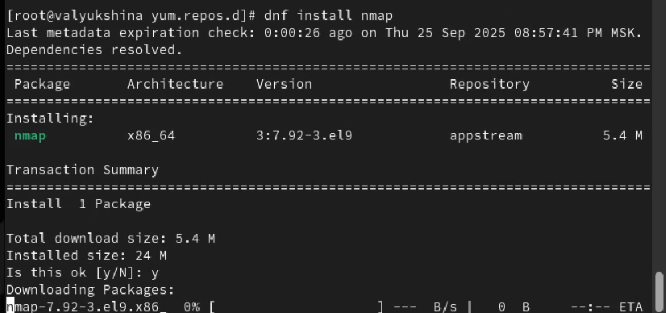 [root@valyukshina yum.repos.d]# dnf install nmap
Last metadata expiration check: 0:00:26 ago on Thu 25 Sep 2025 08:57:41 PM MSK.
Dependencies resolved.
================================================================================
Package Architecture Version Repository Size
================================================================================
Installing:
nmap x86_64 3:7.92-3.el9 appstream 5.4 M
Transaction Summary
================================================================================
Install 1 Package
Total download size: 5.4 M
Installed size: 24 M
Is this ok [y/N]: y
Downloading Packages:
nmap-7.92-3.el9.x86_ 0% [ ] --- B/s | 0 B --:-- ETA